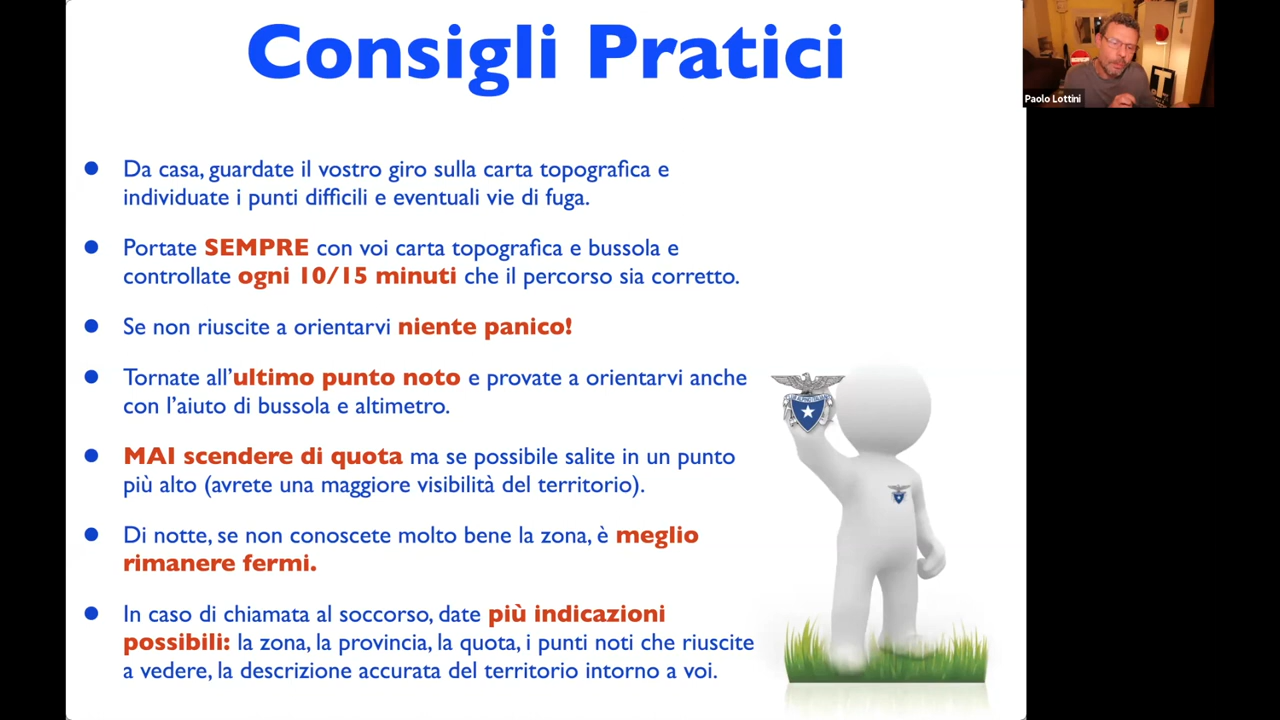 Consigli Pratici
Paolo Lottini
Da casa, guardate il vostro giro sulla carta topografica e
individuate i punti difficili e eventuali vie di fuga.
Portate SEMPRE con voi carta topografica e bussola e
controllate ogni 10/15 minuti che il percorso sia corretto.
Se non riuscite a orientarvi niente panico!
Tornate all'ultimo punto noto e provate a orientarvi anche
con l'aiuto di bussola e altimetro.
MAI scendere di quota ma se possibile salite in un punto
più alto (avrete una maggiore visibilità del territorio).
Di notte, se non conoscete molto bene la zona, è meglio
rimanere fermi.
In caso di chiamata al soccorso, date più indicazioni
possibili: la zona, la provincia, la quota, i punti noti che riuscite
a vedere, la descrizione accurata del territorio intorno a voi.